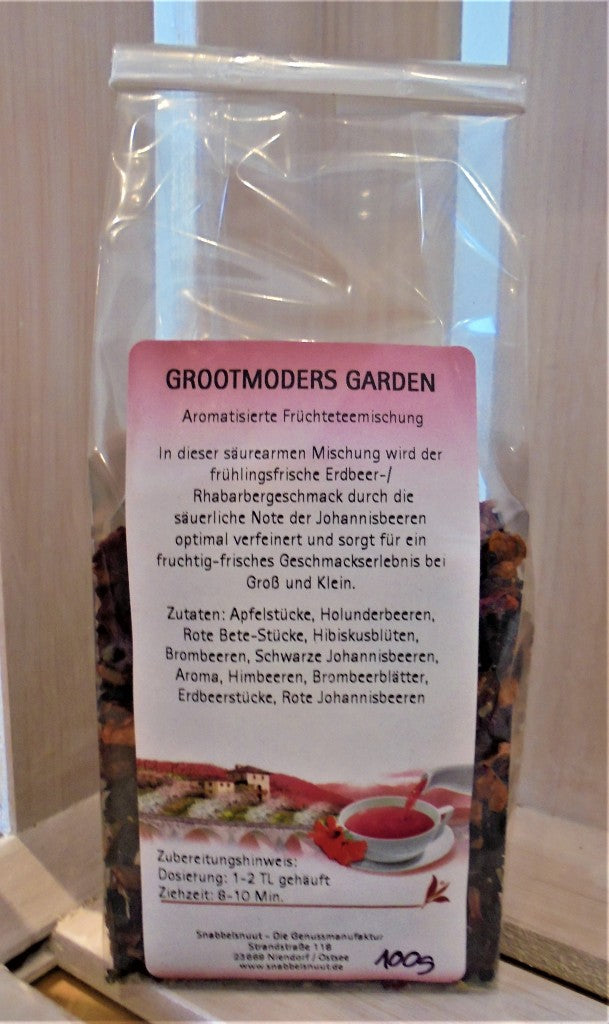 GROOTMODERS GARDEN
Aromatisierte Früchteteemischung
In dieser säurearmen Mischung wird der
frühlingsfrische Erdbeer-/
Rhabarbergeschmack durch die
säuerliche Note der Johannisbeeren
optimal verfeinert und sorgt für ein
fruchtig-frisches Geschmackserlebnis bei
Groß und Klein.
Zutaten: Apfelstücke, Holunderbeeren,
Rote Bete-Stücke, Hibiskusblüten,
Brombeeren, Schwarze Johannisbeeren,
Aroma, Himbeeren, Brombeerblätter,
Erdbeerstücke, Rote Johannisbeeren
Zubereitungshinweis:
Dosierung: 1-2 TL gehäuft
Ziehzeit: 8-10 Min.
Snabbelsnuut - Die Genussmanufaktur
Strandstraße 118
23669 Niendorf / Ostsee
www.snabbelsnuut.de
100g